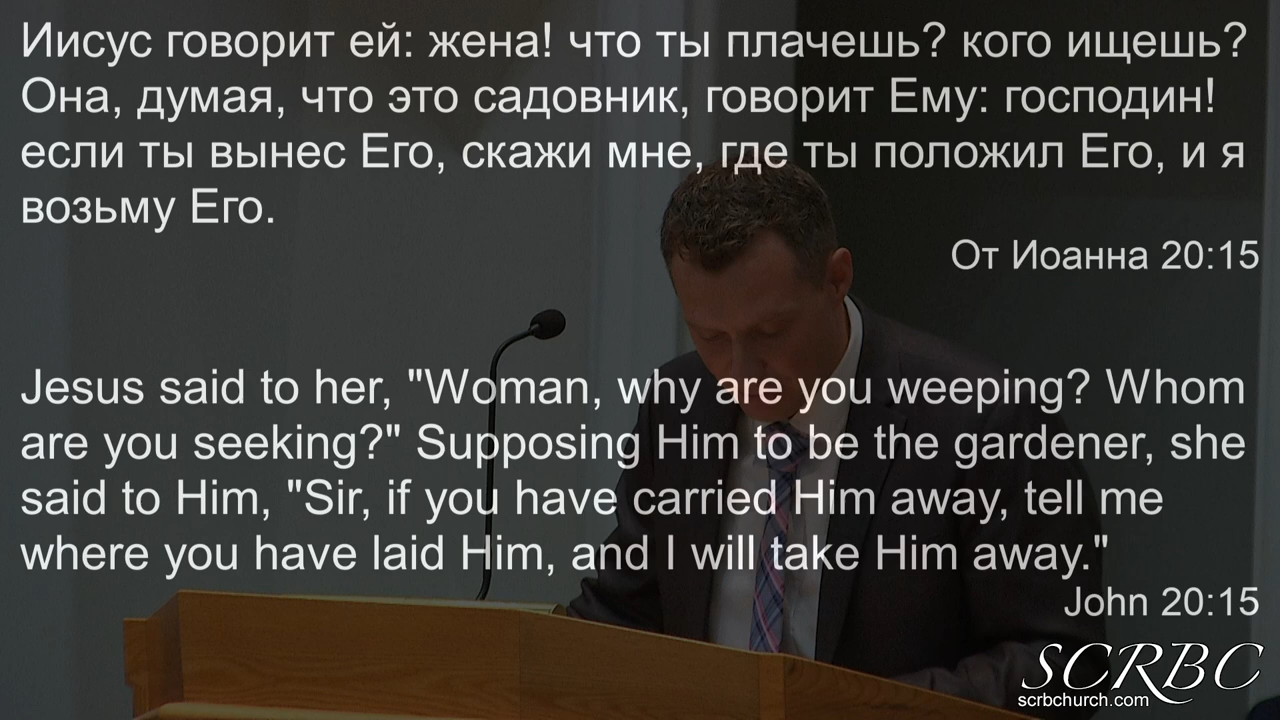 Иисус говорит ей: жена! что ты плачешь? кого ищешь?
Она, думая, что это садовник, говорит Ему: господин!
если ты вынес Его, скажи мне, где ты положил Его, и я
возьму Его.
От Иоанна 20:15
Jesus said to her, "Woman, why are you weeping? Whom
are you seeking?" Supposing Him to be the gardener, she
said to Him, "Sir, if you have carried Him away, tell me
where you have laid Him, and I will take Him away."
John 20:15
SCRBC
scrbchurch.com